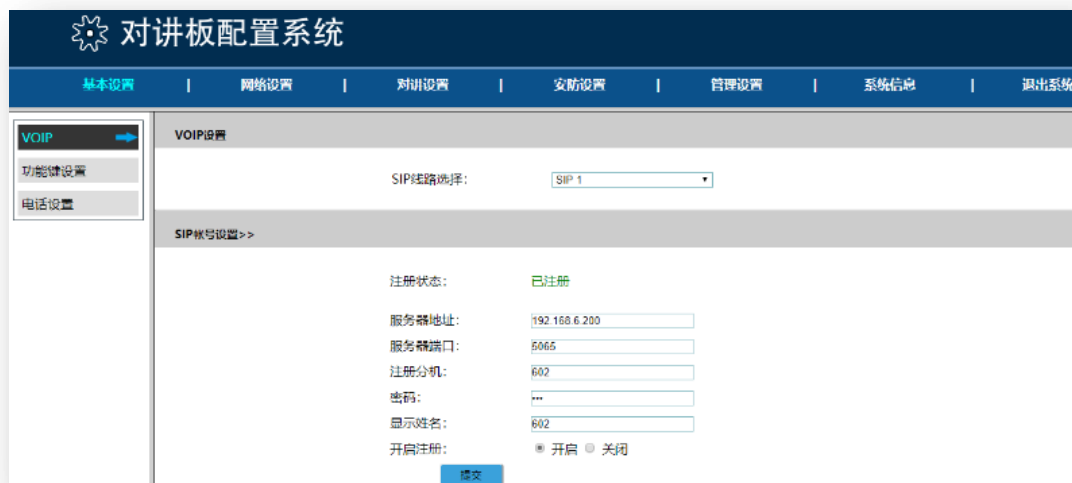 对讲板配置系统
基本设置 | 网络设置 | 对讲设置 | 安防设置 | 管理设置 | 系统信息 | 退出系统
VOIP
功能键设置
电话设置
VOIP设置
SIP线路选择: SIP 1
SIP帐号设置>>
注册状态: 已注册
服务器地址: 192.168.6.200
服务器端口: 5065
注册分机: 602
密码: •••
显示姓名: 602
开启注册: 开启 关闭
提交